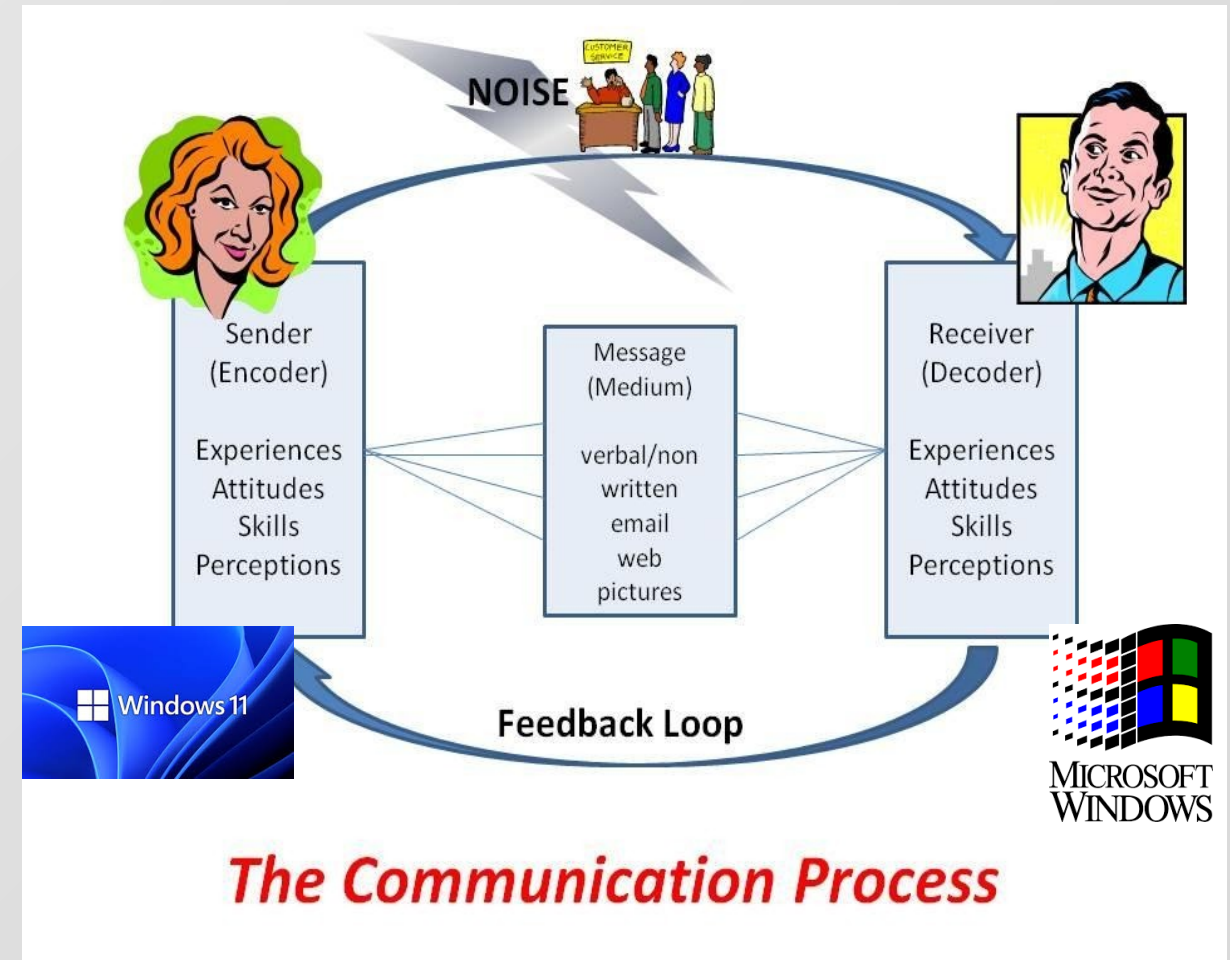 CUSTOMER
SERVICE
NOISE
Sender
(Encoder)
Experiences
Attitudes
Skills
Perceptions
Message
(Medium)
verbal/non
written
email
web
pictures
Receiver
(Decoder)
Experiences
Attitudes
Skills
Perceptions
Windows 11
Feedback Loop
MICROSOFT
WINDOWS
The Communication Process